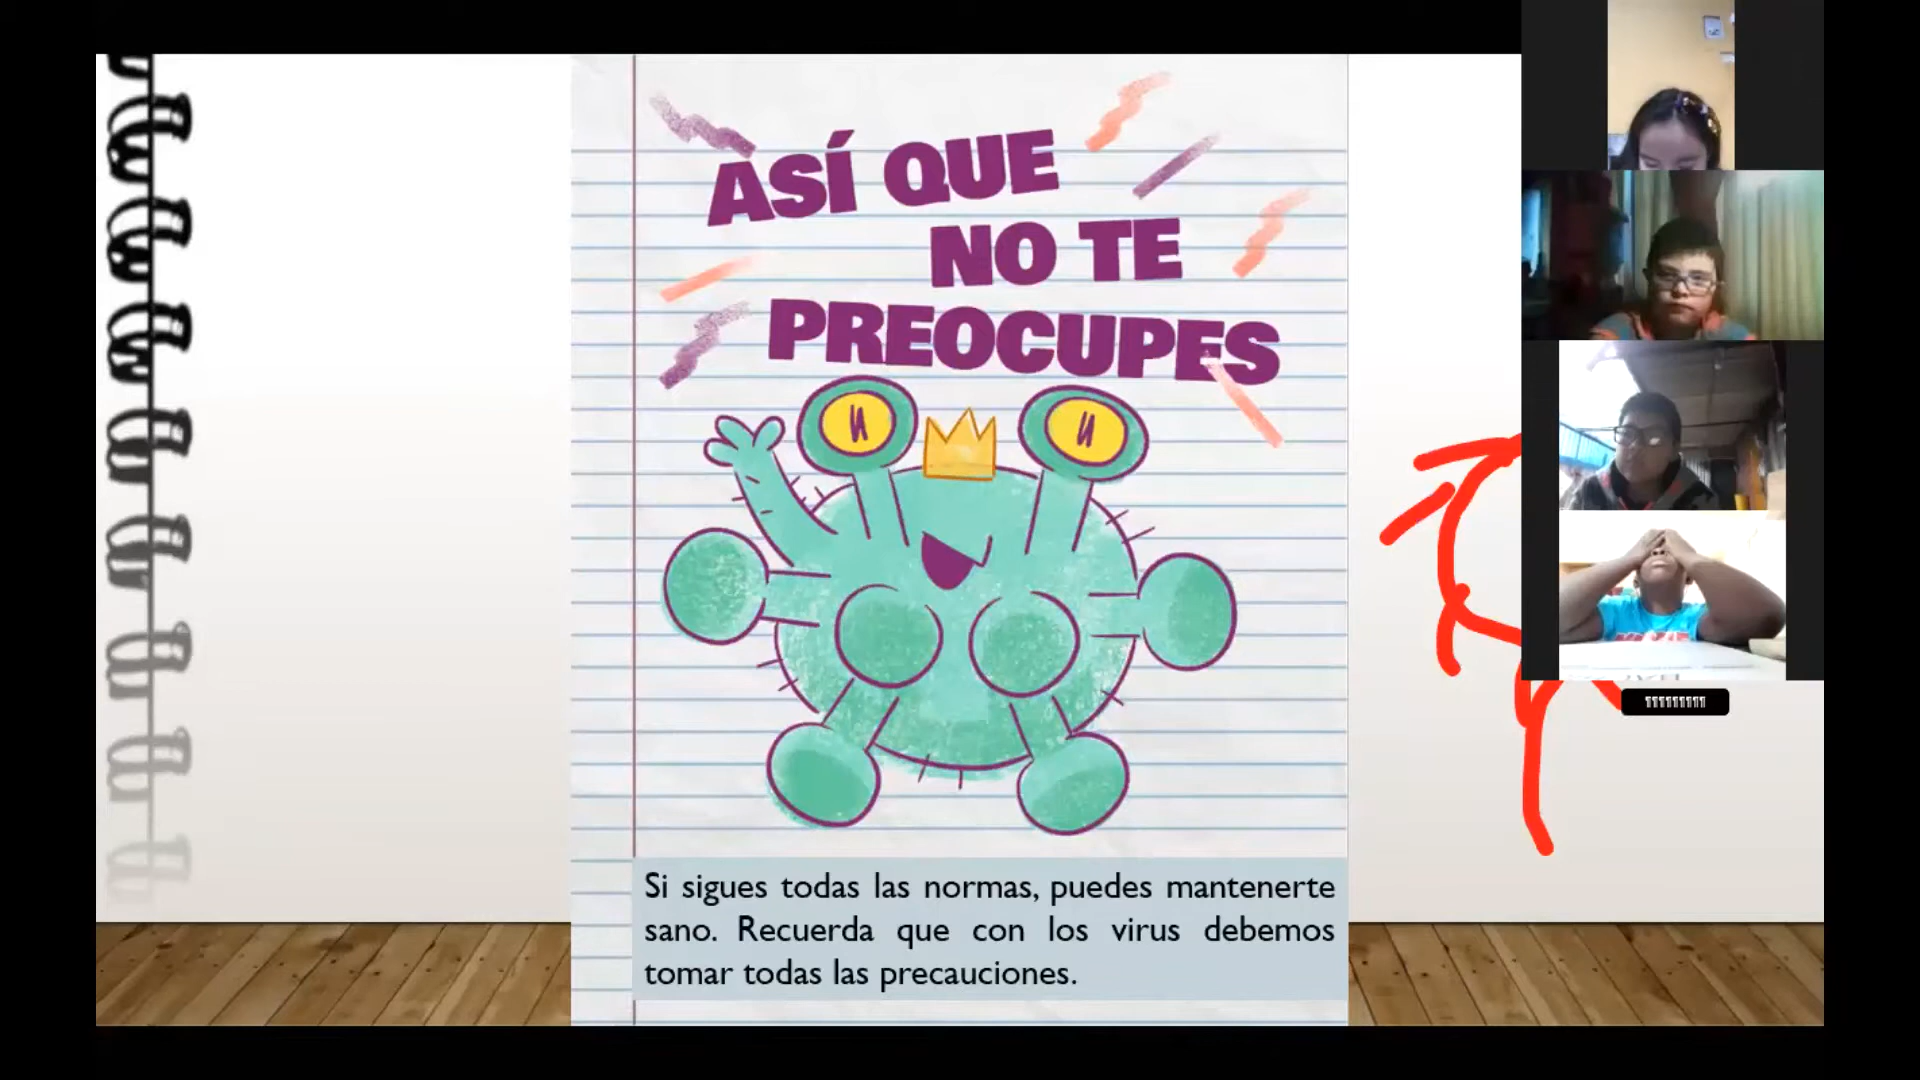 ASÍ QUE
NO TE
PREOCUPES
Si sigues todas las normas, puedes mantenerte
sano. Recuerda que con los virus debemos
tomar todas las precauciones.
¶¶¶¶¶¶¶¶¶